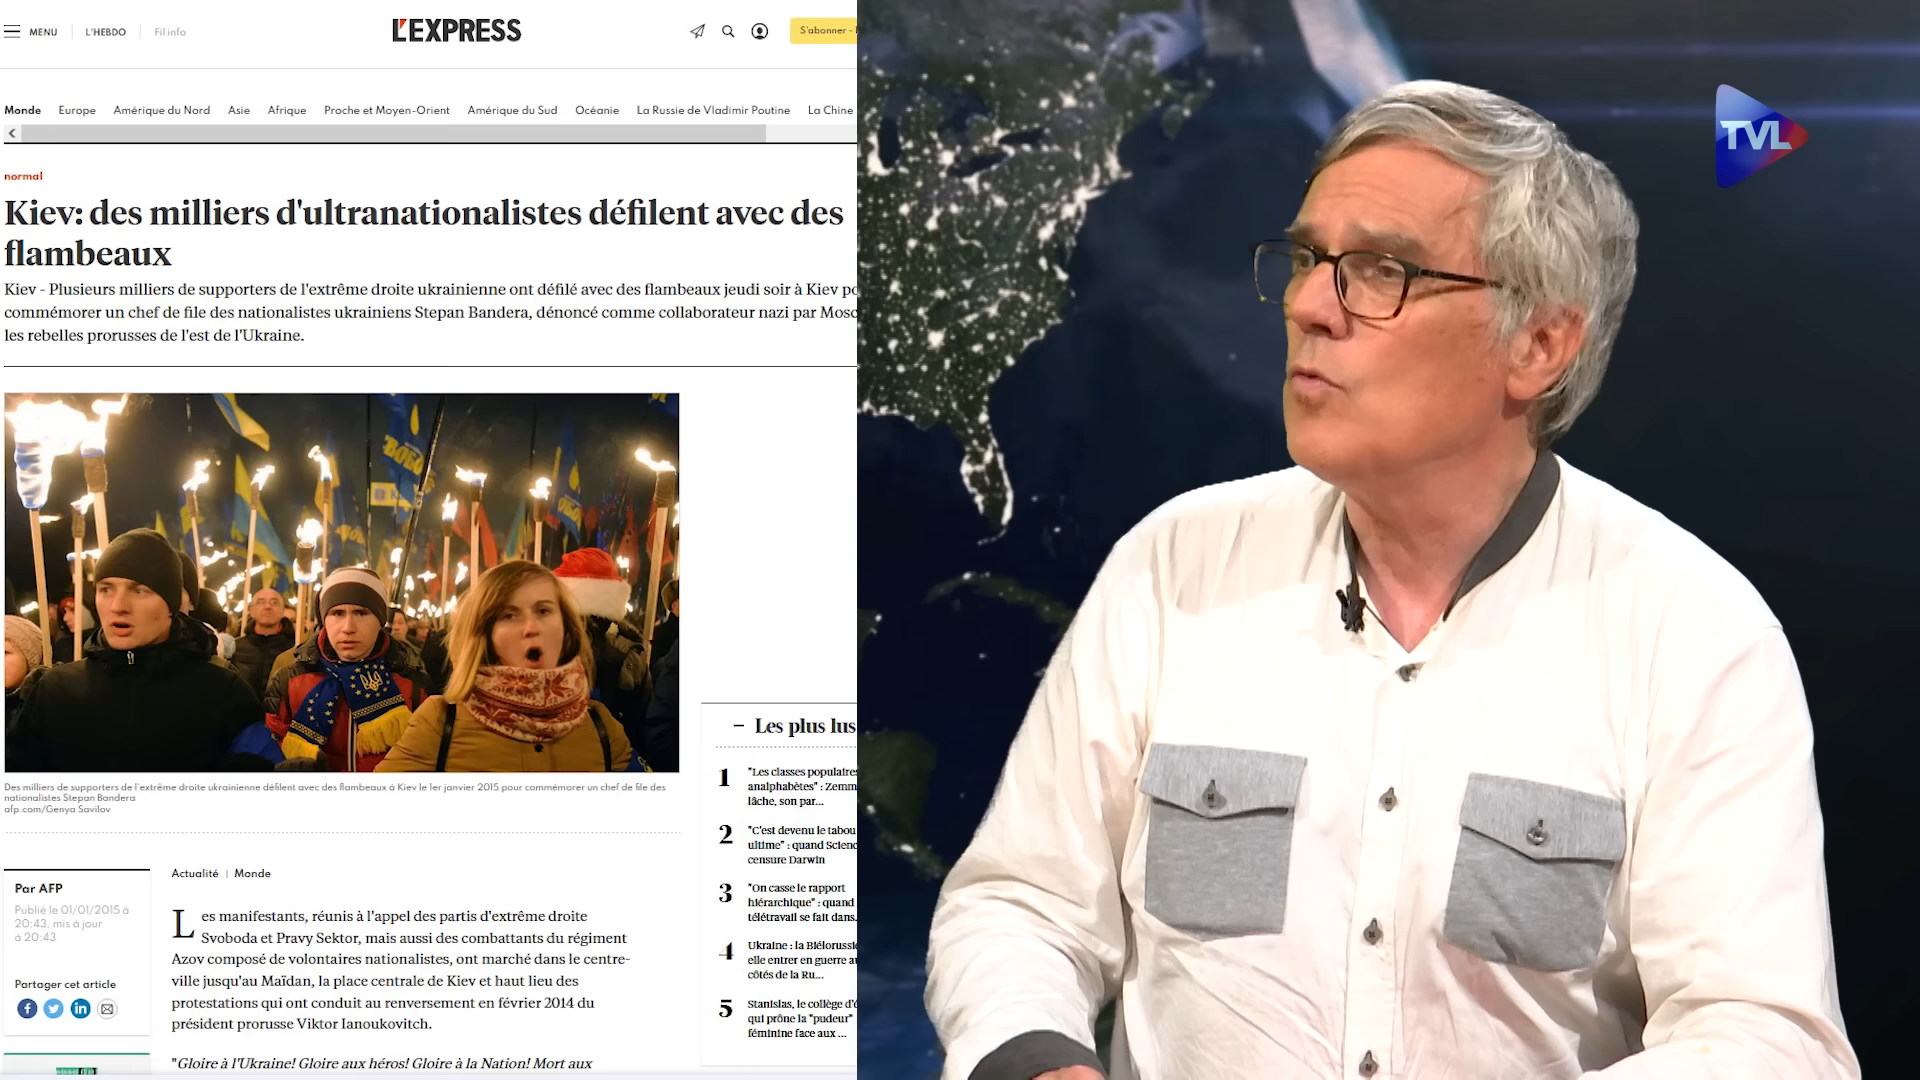 MENU
L'HEBDO
Fil info
L'EXPRESS
S'abonner -
Monde
Europe
Amérique du Nord
Asie
Afrique
Proche et Moyen-Orient
Amérique du Sud
Océanie
La Russie de Vladimir Poutine
La Chine
normal
Kiev: des milliers d'ultranationalistes défilent avec des
flambeaux
Kiev - Plusieurs milliers de supporters de l'extrême droite ukrainienne ont défilé avec des flambeaux jeudi soir à Kiev po
commémorer un chef de file des nationalistes ukrainiens Stepan Bandera, dénoncé comme collaborateur nazi par Mosc
les rebelles prorusses de l'est de l'Ukraine.
Des milliers de supporters de l'extrême droite ukrainienne défilent avec des flambeaux à Kiev le 1er janvier 2015 pour commémorer un chef de file des
nationalistes Stepan Bandera
afp.com/Genya Savilov
Par AFP
Publié le 01/01/2015 à
20:43, mis à jour
à 20:43
Partager cet article
Actualité | Monde
Les manifestants, réunis à l'appel des partis d'extrême droite
Svoboda et Pravy Sektor, mais aussi des combattants du régiment
Azov composé de volontaires nationalistes, ont marché dans le centre-
ville jusqu'au Maïdan, la place centrale de Kiev et haut lieu des
protestations qui ont conduit au renversement en février 2014 du
président prorusse Viktor Ianoukovitch.
"Gloire à l'Ukraine! Gloire aux héros! Gloire à la Nation! Mort aux
Les plus lus
1
"Les classes populaires
analphabètes" : Zemm
lâche, son par...
2
"C'est devenu le tabou
ultime" : quand Scienc
censure Darwin
3
"On casse le rapport
hiérarchique" : quand
télétravail se fait dans.
4
Ukraine : la Biélorussie
elle entrer en guerre au
côtés de la Ru...
5
Stanislas, le collège d'é
qui prône la "pudeur"
féminine face aux ...
TVL